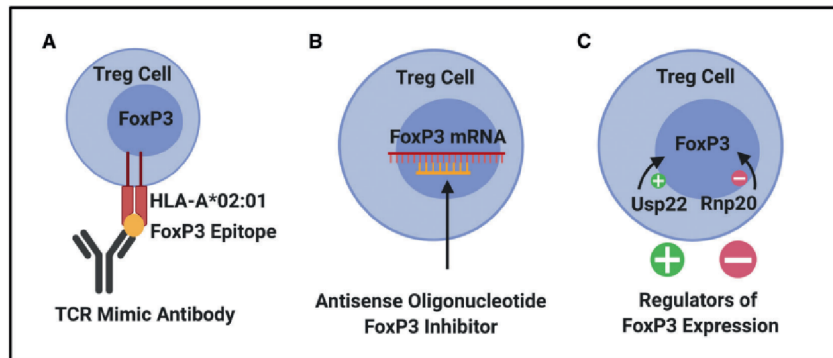 A
Treg Cell
FoxP3
HLA-A*02:01
FoxP3 Epitope
TCR Mimic Antibody
B
Treg Cell
FoxP3 mRNA
Antisense Oligonucleotide
FoxP3 Inhibitor
C
Treg Cell
FoxP3
+ −
Usp22 Rnp20
+ −
Regulators of
FoxP3 Expression